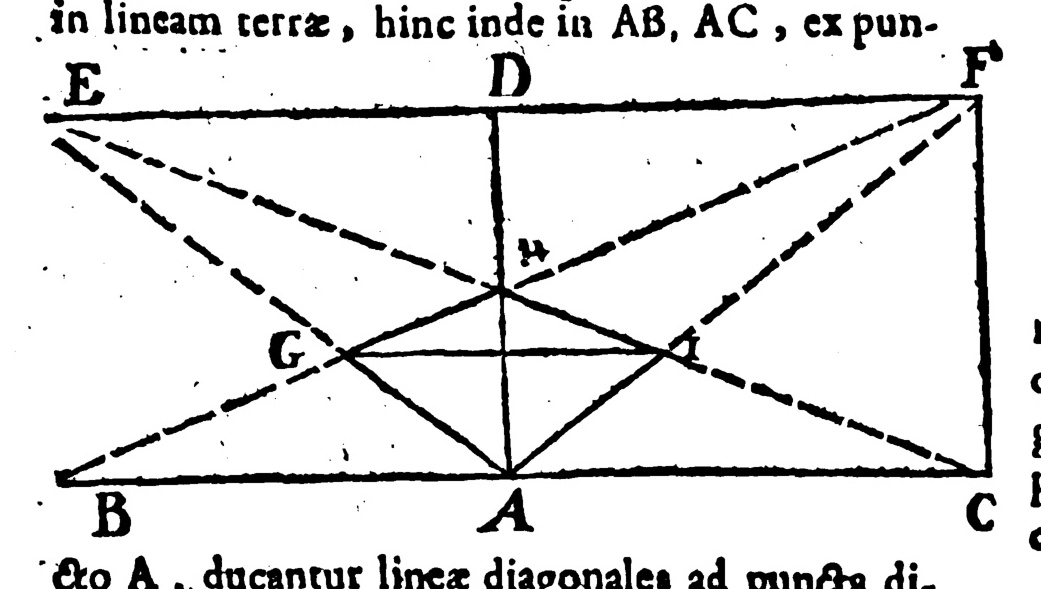 in lineam terræ, hinc inde in AB, AC, ex pun-
E D F
H
G I
B A C
cto A, ducantur lineæ diagonales ad puncta di-